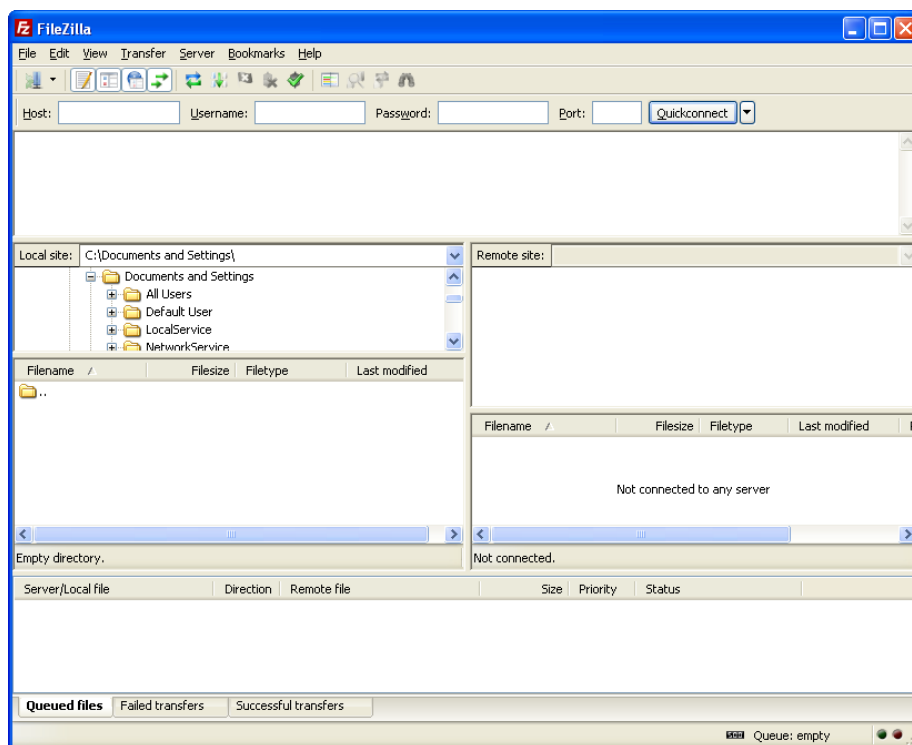 FileZilla
File Edit View Transfer Server Bookmarks Help
Host: Username: Password: Port: Quickconnect
Local site: C:\Documents and Settings\
Documents and Settings
All Users
Default User
LocalService
NetworkService
Filename Filesize Filetype Last modified
..
Empty directory.
Remote site:
Filename Filesize Filetype Last modified
Not connected to any server
Not connected.
Server/Local file Direction Remote file Size Priority Status
Queued files Failed transfers Successful transfers
Queue: empty